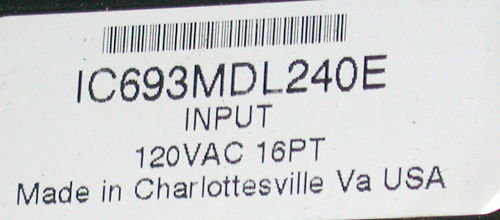 IC693MDL240E
INPUT
120VAC 16PT
Made in Charlottesville Va USA